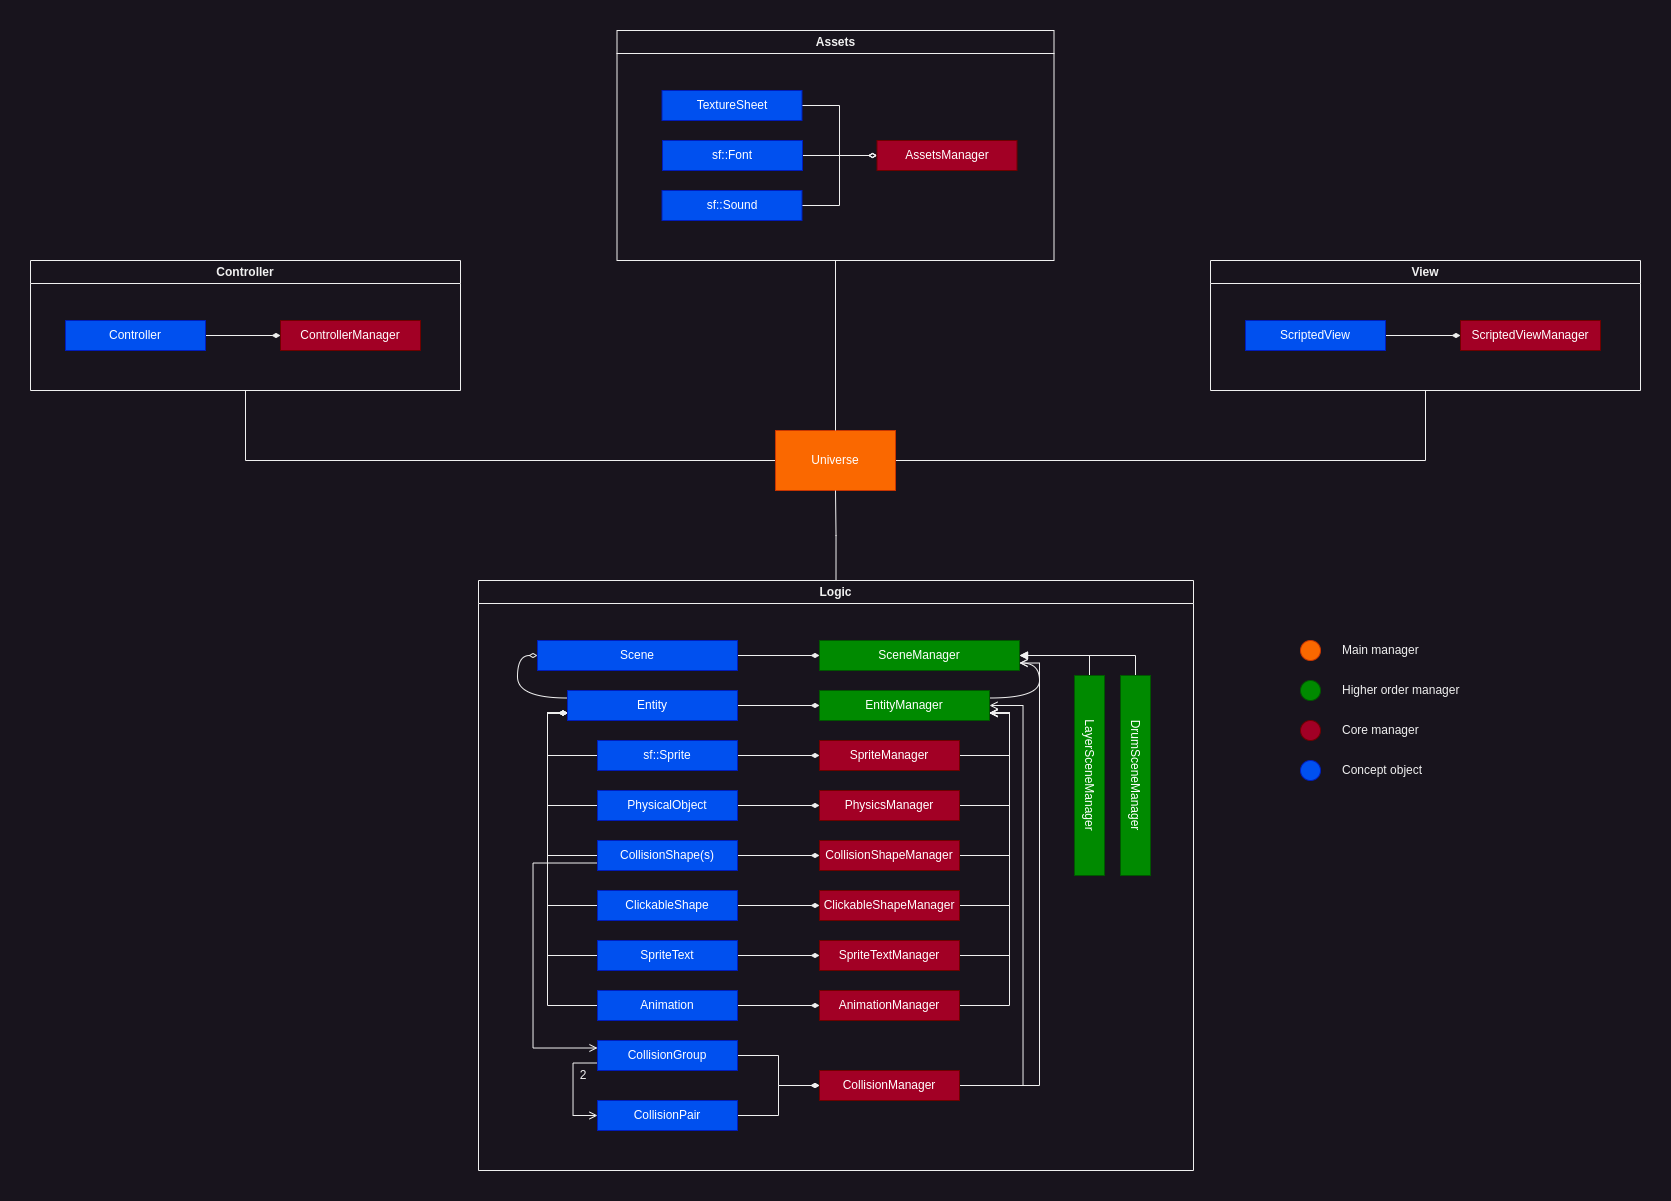 Assets
TextureSheet
sf::Font
AssetsManager
sf::Sound
Controller
Controller
ControllerManager
View
ScriptedView
ScriptedViewManager
Universe
Logic
Scene
SceneManager
Entity
EntityManager
sf::Sprite
SpriteManager
PhysicalObject
PhysicsManager
CollisionShape(s)
CollisionShapeManager
ClickableShape
ClickableShapeManager
SpriteText
SpriteTextManager
Animation
AnimationManager
CollisionGroup
2
CollisionManager
CollisionPair
LayerSceneManager
DrumSceneManager
Main manager
Higher order manager
Core manager
Concept object